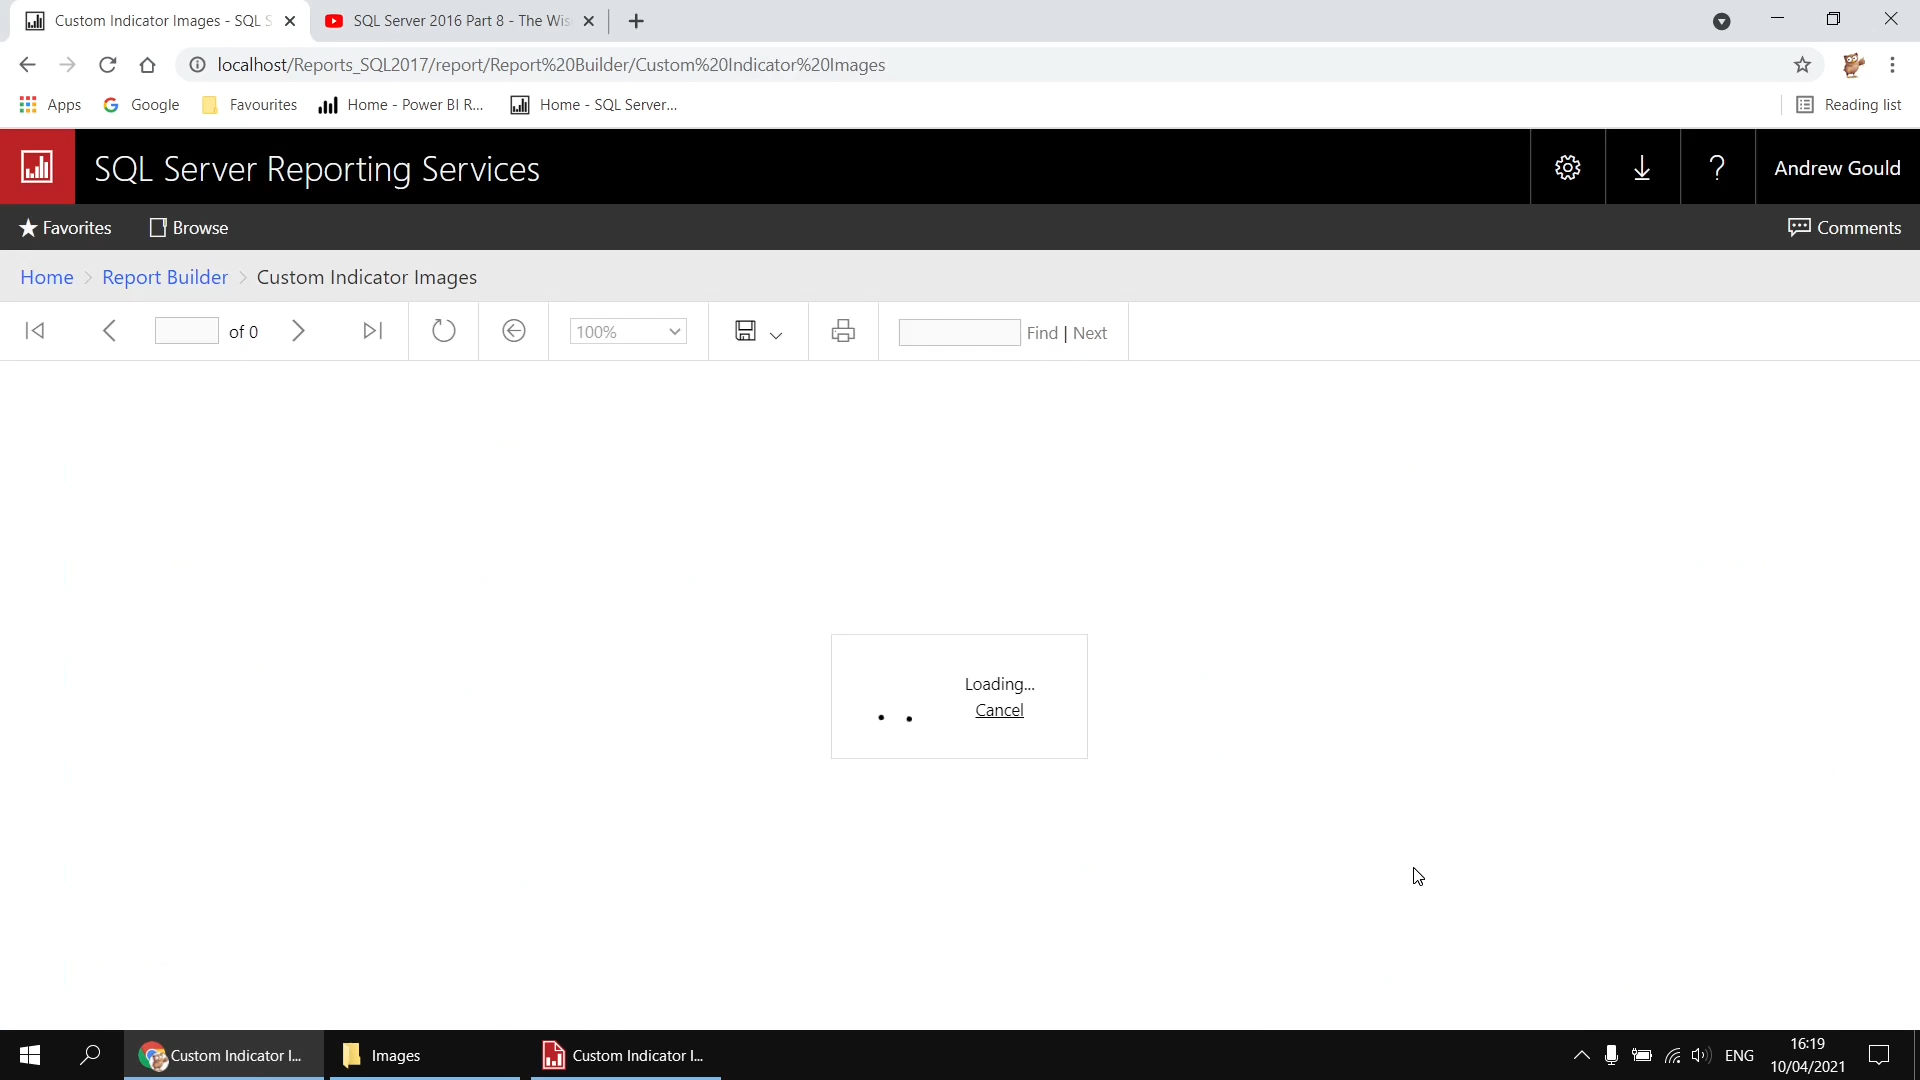 Custom Indicator Images - SQL S
SQL Server 2016 Part 8 - The Wis
localhost/Reports_SQL2017/report/Report%20Builder/Custom%20Indicator%20Images
Apps
Google
Favourites
Home - Power BI R...
Home - SQL Server...
Reading list
SQL Server Reporting Services
?
Andrew Gould
Favorites
Browse
Comments
Home > Report Builder > Custom Indicator Images
of 0
100%
Find | Next
Loading...
Cancel
Custom Indicator I...
Images
Custom Indicator I...
ENG
16:19
10/04/2021